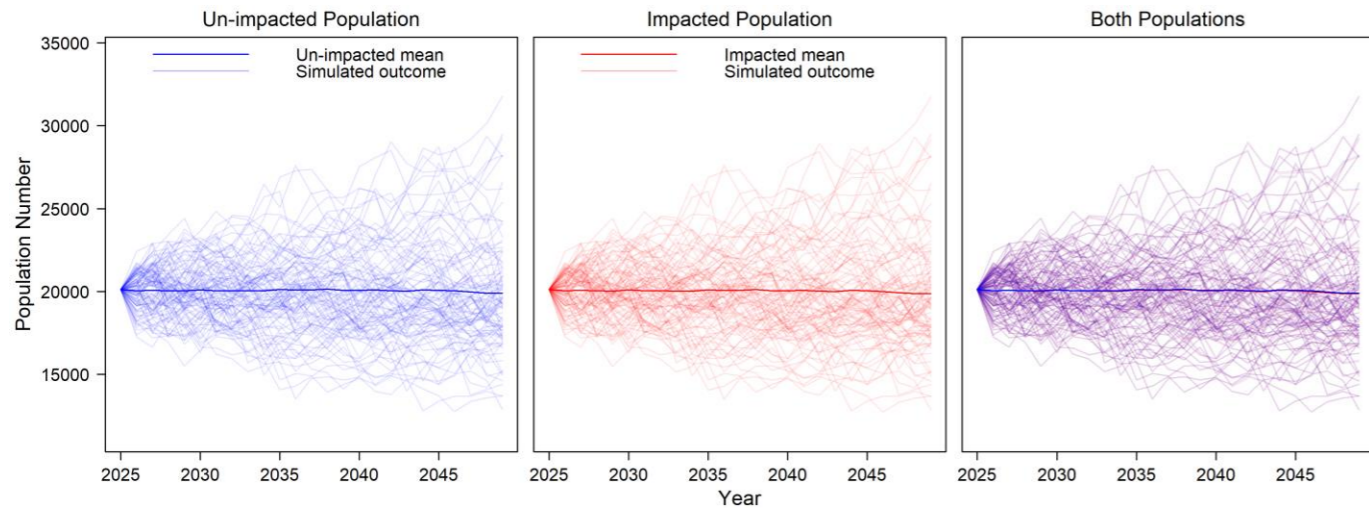 Un-impacted Population
Impacted Population
Both Populations
Un-impacted mean
Simulated outcome
Impacted mean
Simulated outcome
Population Number
35000
30000
25000
20000
15000
2025 2030 2035 2040 2045
2025 2030 2035 2040 2045
2025 2030 2035 2040 2045
Year